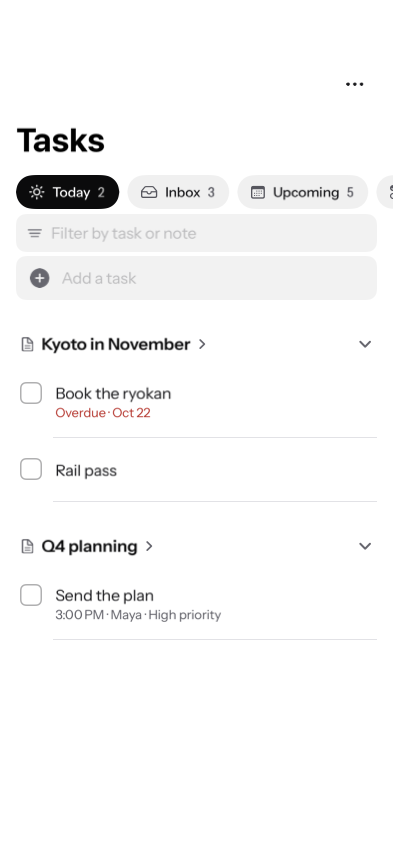 Tasks
Today 2 Inbox 3 Upcoming 5
Filter by task or note
Add a task
Kyoto in November
Book the ryokan
Overdue · Oct 22
Rail pass
Q4 planning
Send the plan
3:00 PM · Maya · High priority